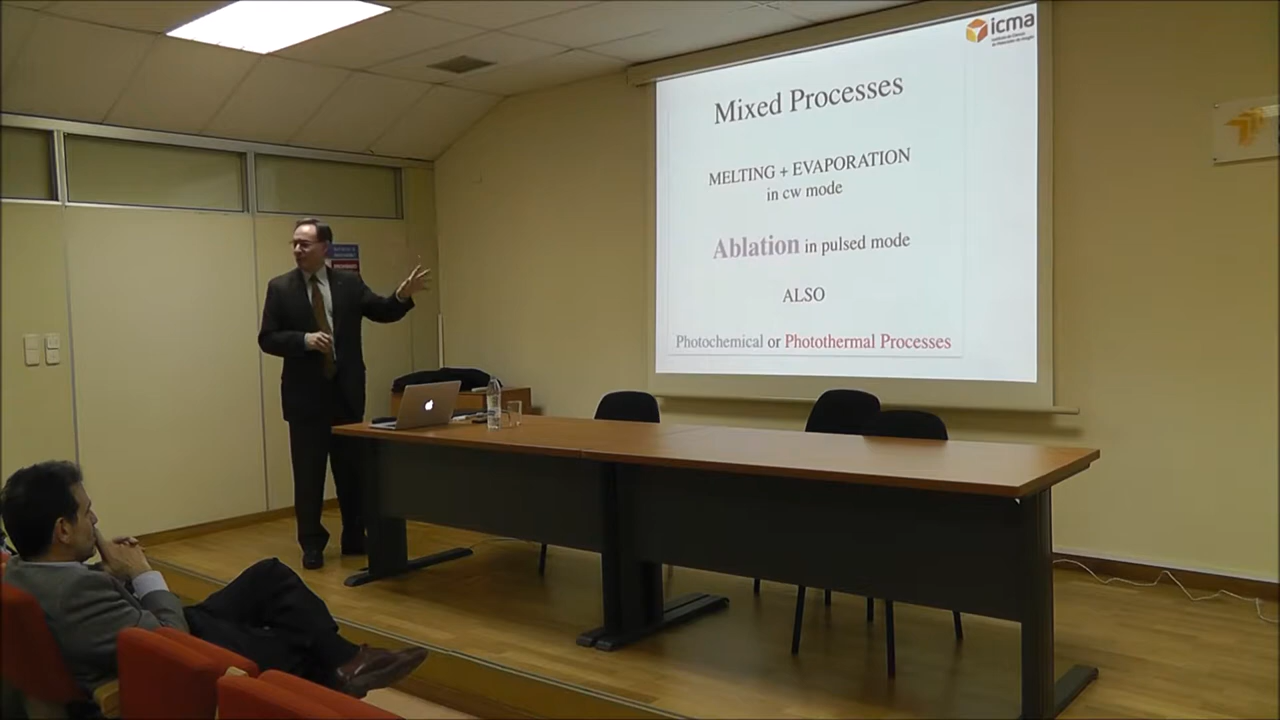 icma
Mixed Processes
MELTING + EVAPORATION
in cw mode
Ablation in pulsed mode
ALSO
Photochemical or Photothermal Processes